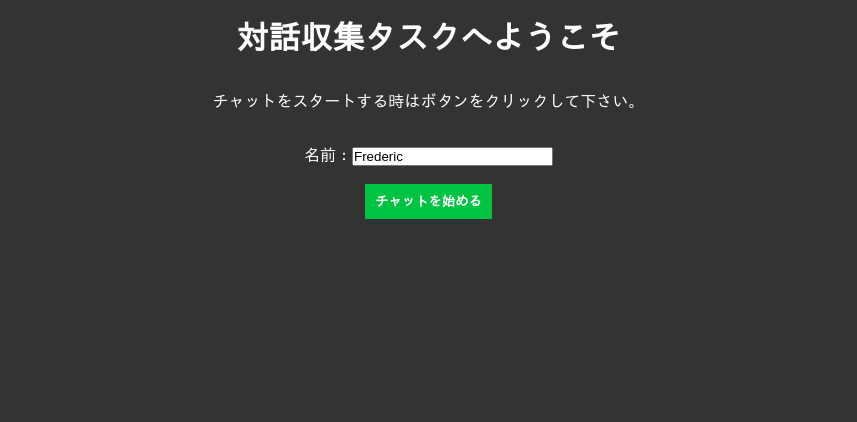 対話収集タスクへようこそ
チャットをスタートする時はボタンをクリックして下さい。
名前：Frederic
チャットを始める